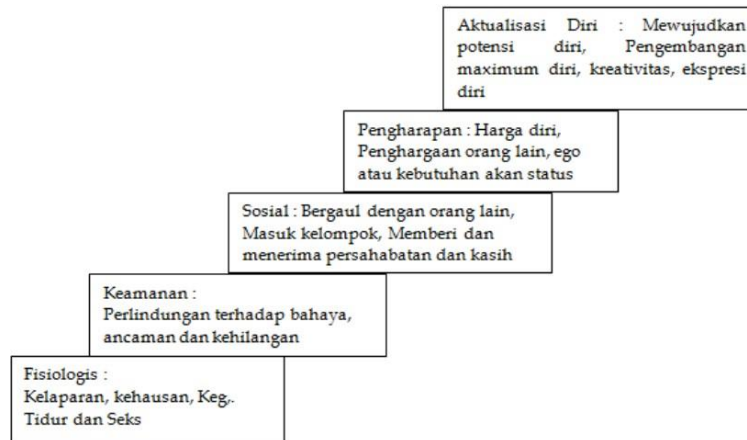 Aktualisasi Diri : Mewujudkan
potensi diri, Pengembangan
maximum diri, kreativitas, ekspresi
diri
Pengharapan : Harga diri,
Penghargaan orang lain, ego
atau kebutuhan akan status
Sosial : Bergaul dengan orang lain,
Masuk kelompok, Memberi dan
menerima persahabatan dan kasih
Keamanan :
Perlindungan terhadap bahaya,
ancaman dan kehilangan
Fisiologis :
Kelaparan, kehausan, Keg,.
Tidur dan Seks